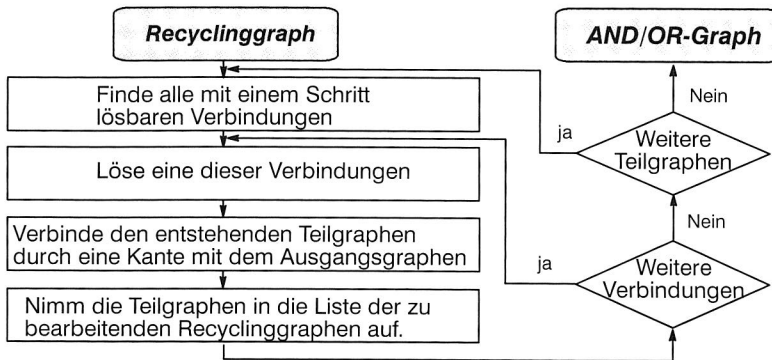 Recyclinggraph
Finde alle mit einem Schritt
lösbaren Verbindungen
Löse eine dieser Verbindungen
Verbinde den entstehenden Teilgraphen
durch eine Kante mit dem Ausgangsgraphen
Nimm die Teilgraphen in die Liste der zu
bearbeitenden Recyclinggraphen auf.
AND/OR-Graph
Nein
ja
Weitere
Teilgraphen
Nein
ja
Weitere
Verbindungen